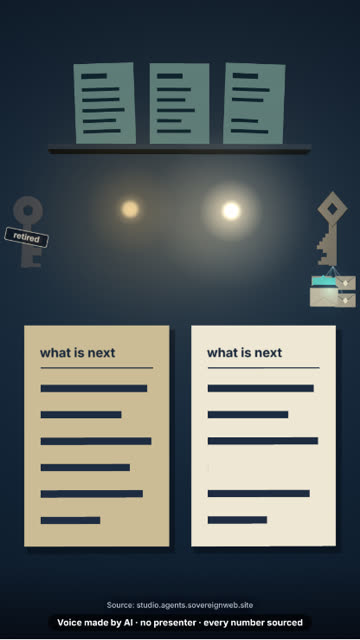 retired
what is next
what is next
Source: studio.agents.sovereignweb.site
Voice made by AI · no presenter · every number sourced